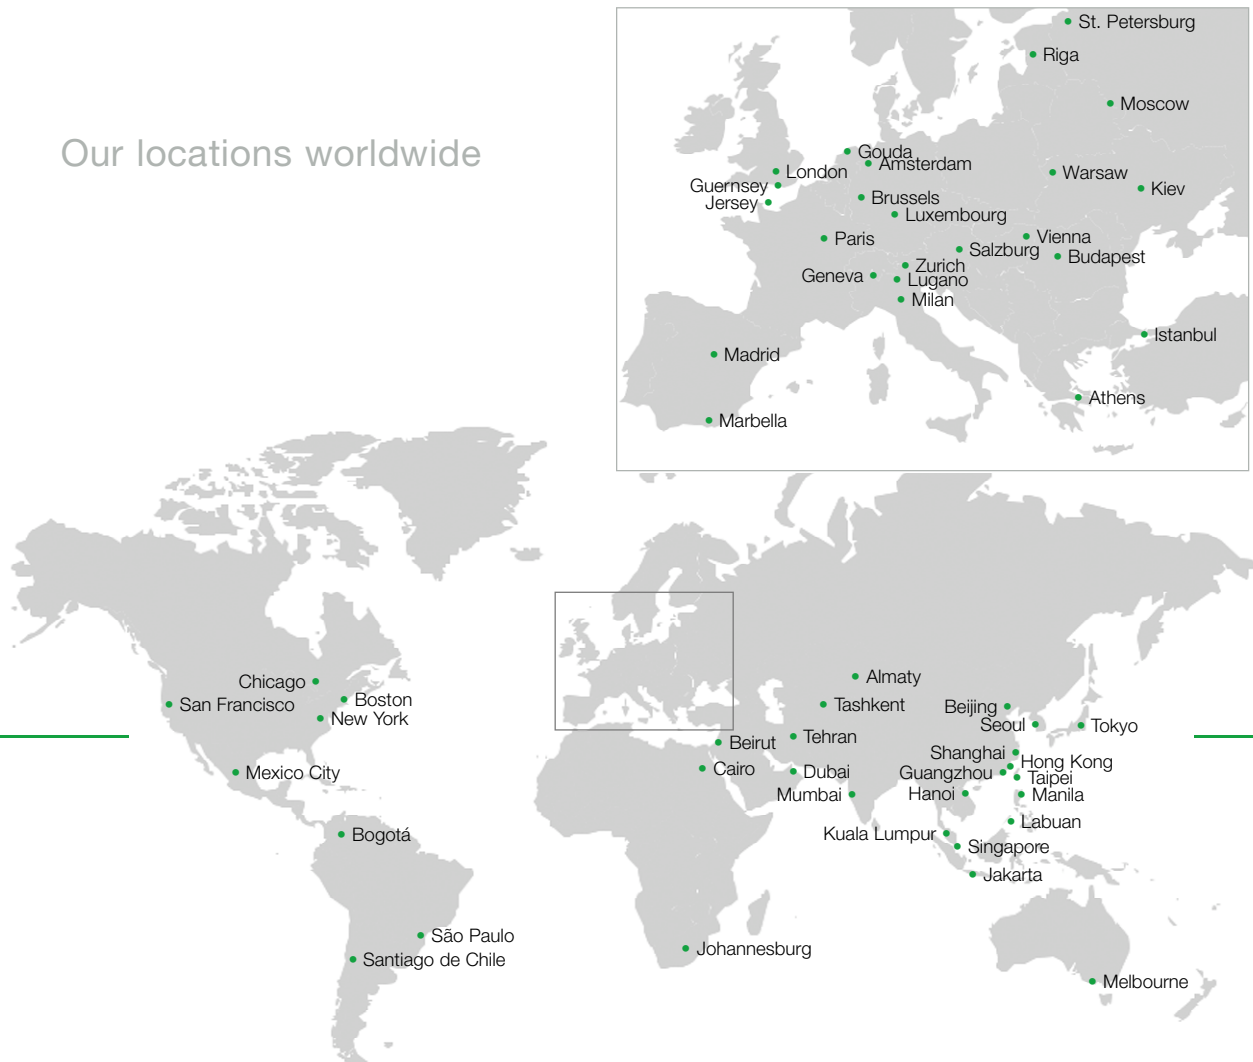 Our locations worldwide
St. Petersburg
Riga
Moscow
Gouda
Amsterdam
London
Warsaw
Guernsey
Kiev
Jersey
Brussels
Luxembourg
Paris
Vienna
Salzburg
Budapest
Zurich
Geneva
Lugano
Milan
Istanbul
Madrid
Athens
Marbella
Chicago
San Francisco
Boston
New York
Mexico City
Bogotá
São Paulo
Santiago de Chile
Almaty
Tashkent
Beijing
Seoul
Tokyo
Tehran
Beirut
Shanghai
Hong Kong
Cairo
Dubai
Guangzhou
Taipei
Mumbai
Hanoi
Manila
Labuan
Kuala Lumpur
Singapore
Jakarta
Johannesburg
Melbourne